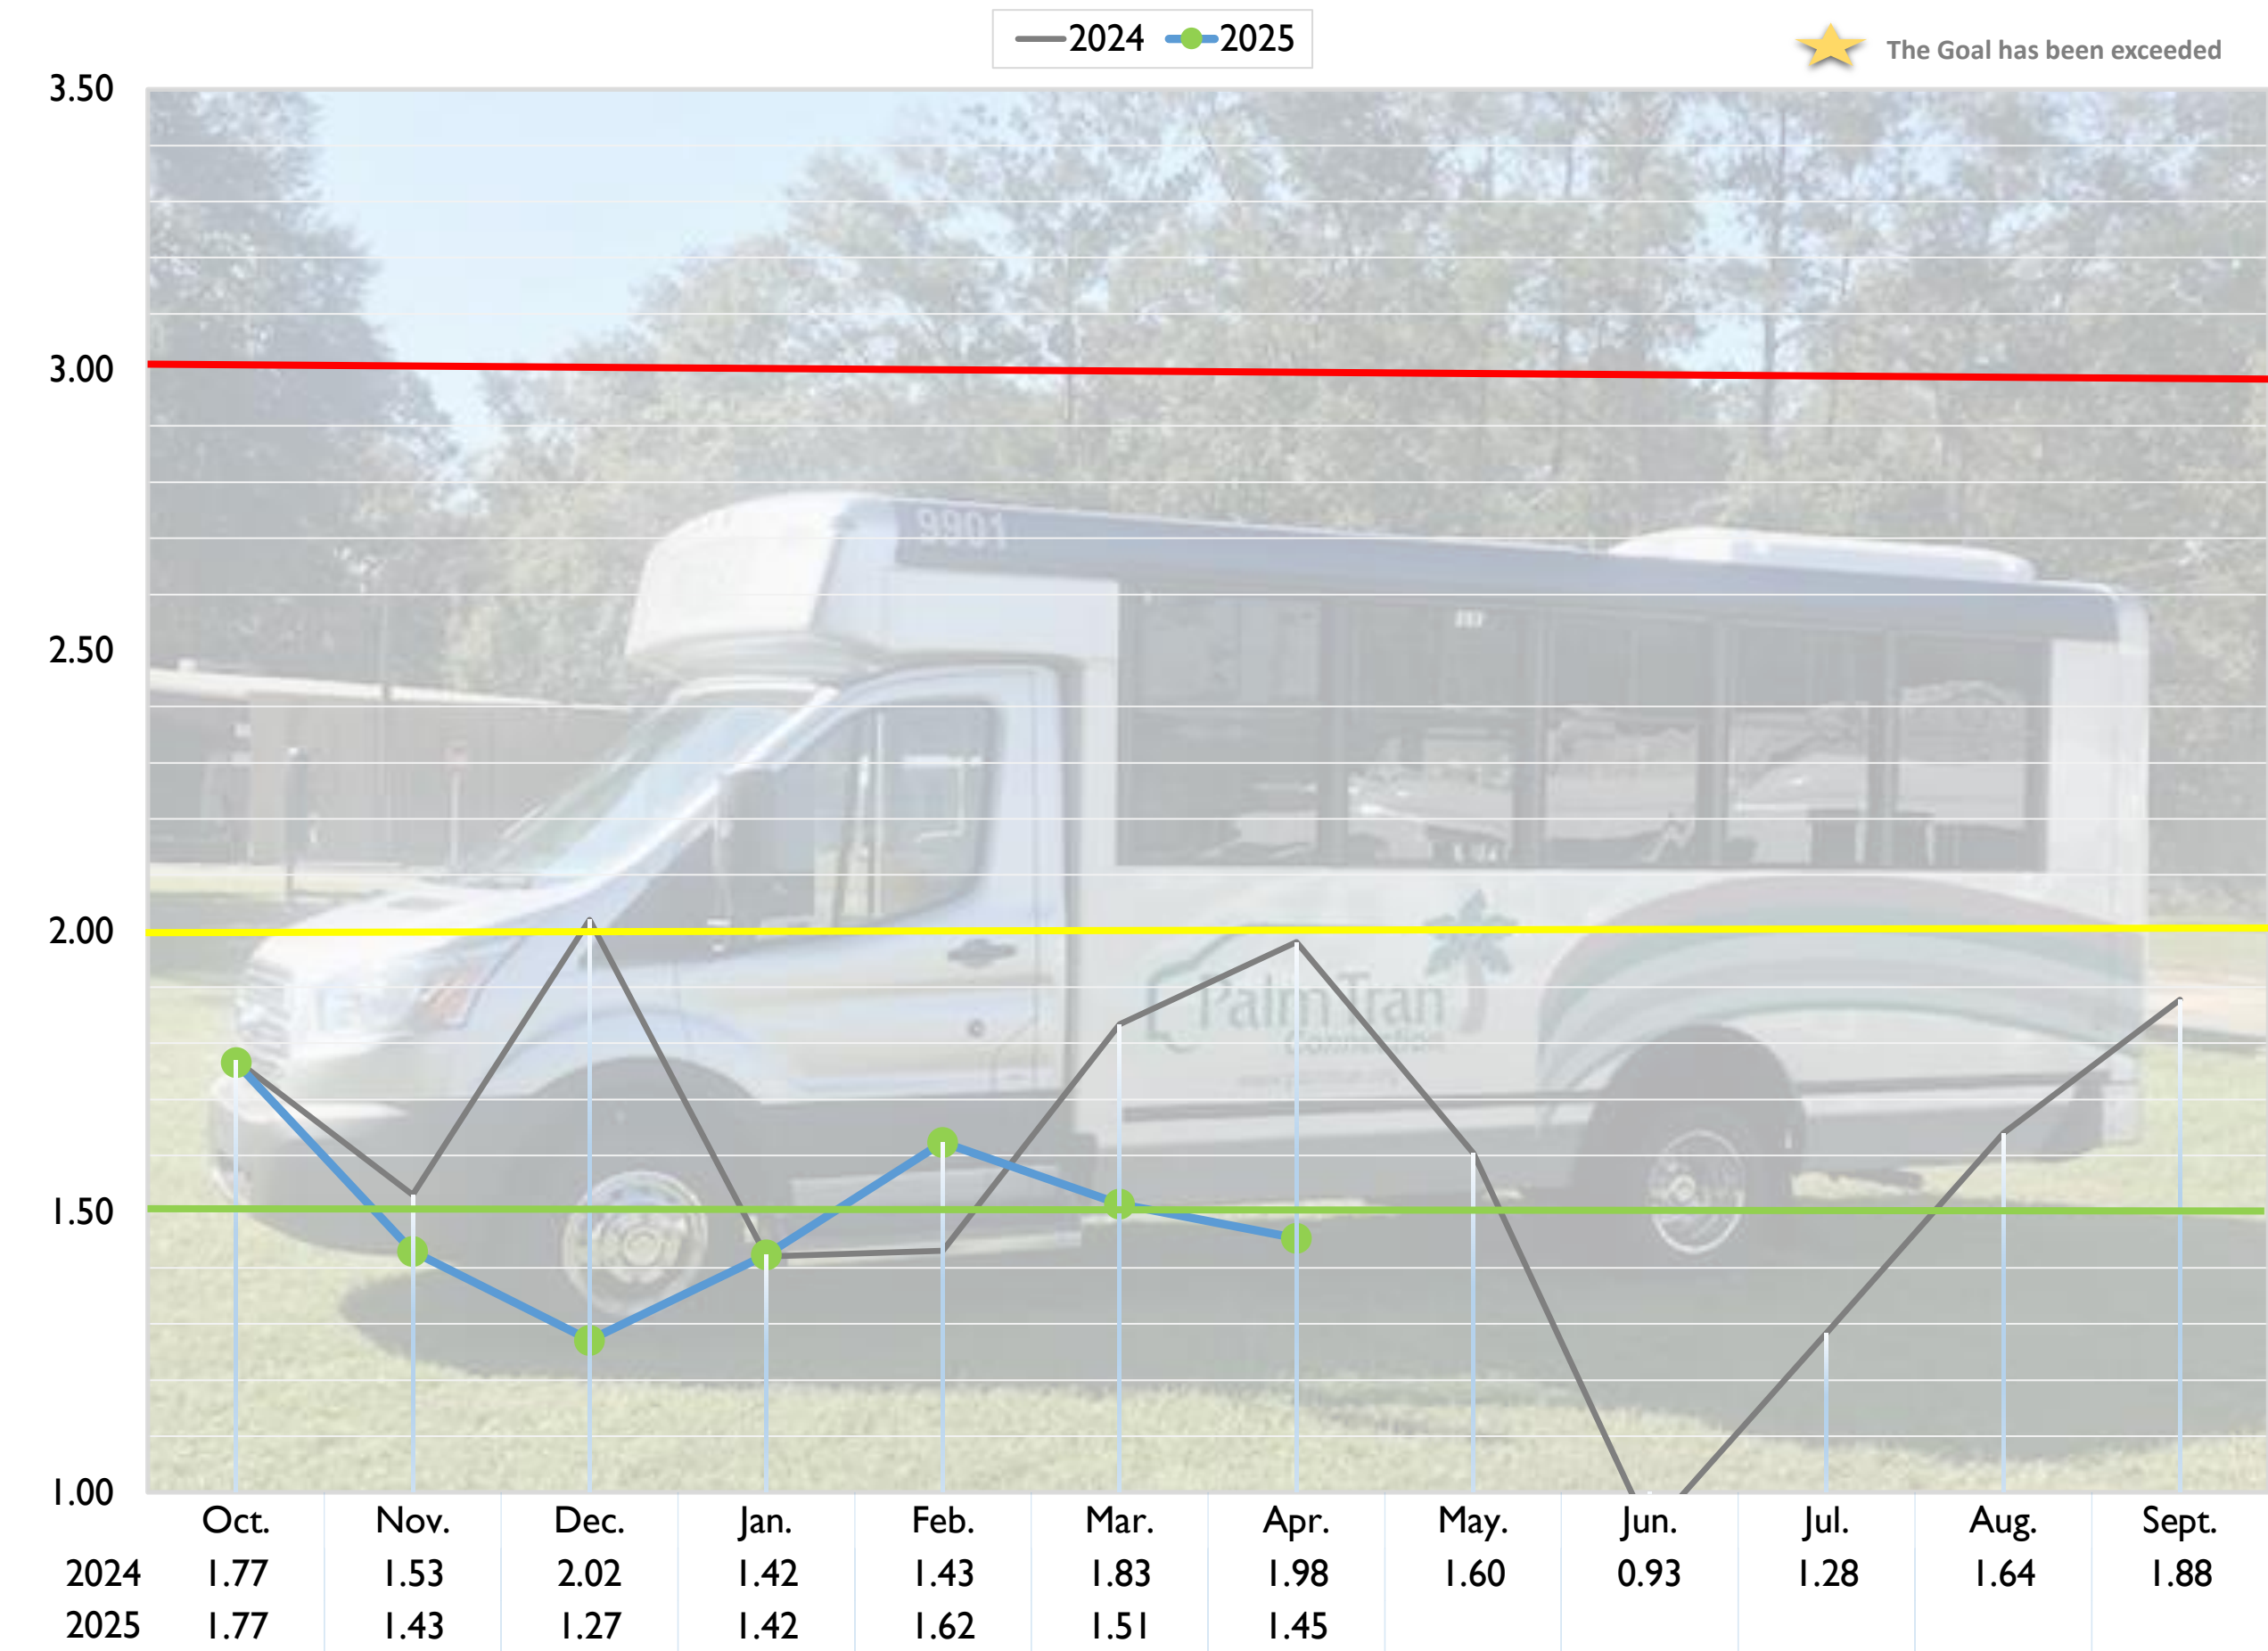 2024 2025
The Goal has been exceeded
3.50
3.00
2.50
2.00
1.50
1.00
9901
PalmTran
Connection
Oct. Nov. Dec. Jan. Feb. Mar. Apr. May. Jun. Jul. Aug. Sept.
2024 1.77 1.53 2.02 1.42 1.43 1.83 1.98 1.60 0.93 1.28 1.64 1.88
2025 1.77 1.43 1.27 1.42 1.62 1.51 1.45